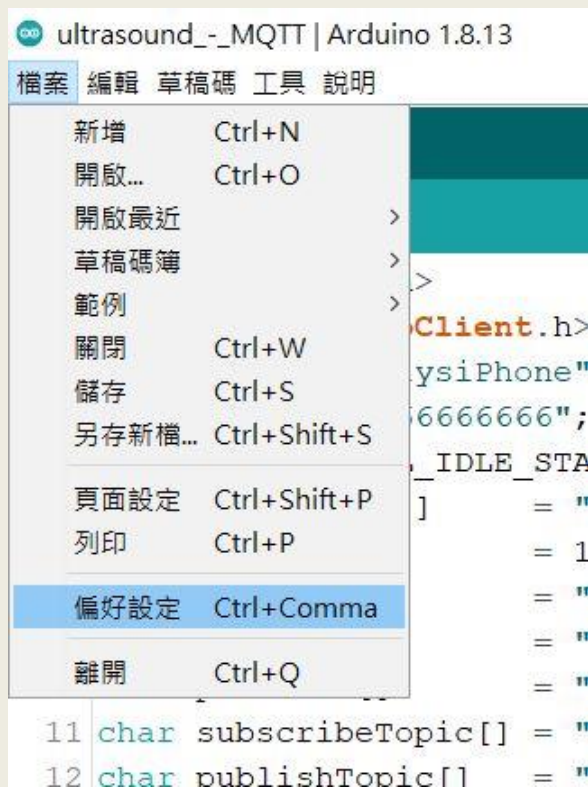 ultrasound_-_MQTT | Arduino 1.8.13
檔案 編輯 草稿碼 工具 說明
新增 Ctrl+N
開啟... Ctrl+O
開啟最近 >
草稿碼簿 >
範例 >
關閉 Ctrl+W
儲存 Ctrl+S
另存新檔... Ctrl+Shift+S
頁面設定 Ctrl+Shift+P
列印 Ctrl+P
偏好設定 Ctrl+Comma
離開 Ctrl+Q
>
Client.h>
ysiPhone"
6666666";
_IDLE_STA
] = "
= 1
= "
= "
= "
11 char subscribeTopic[] = "
12 char publishTopic[] = "